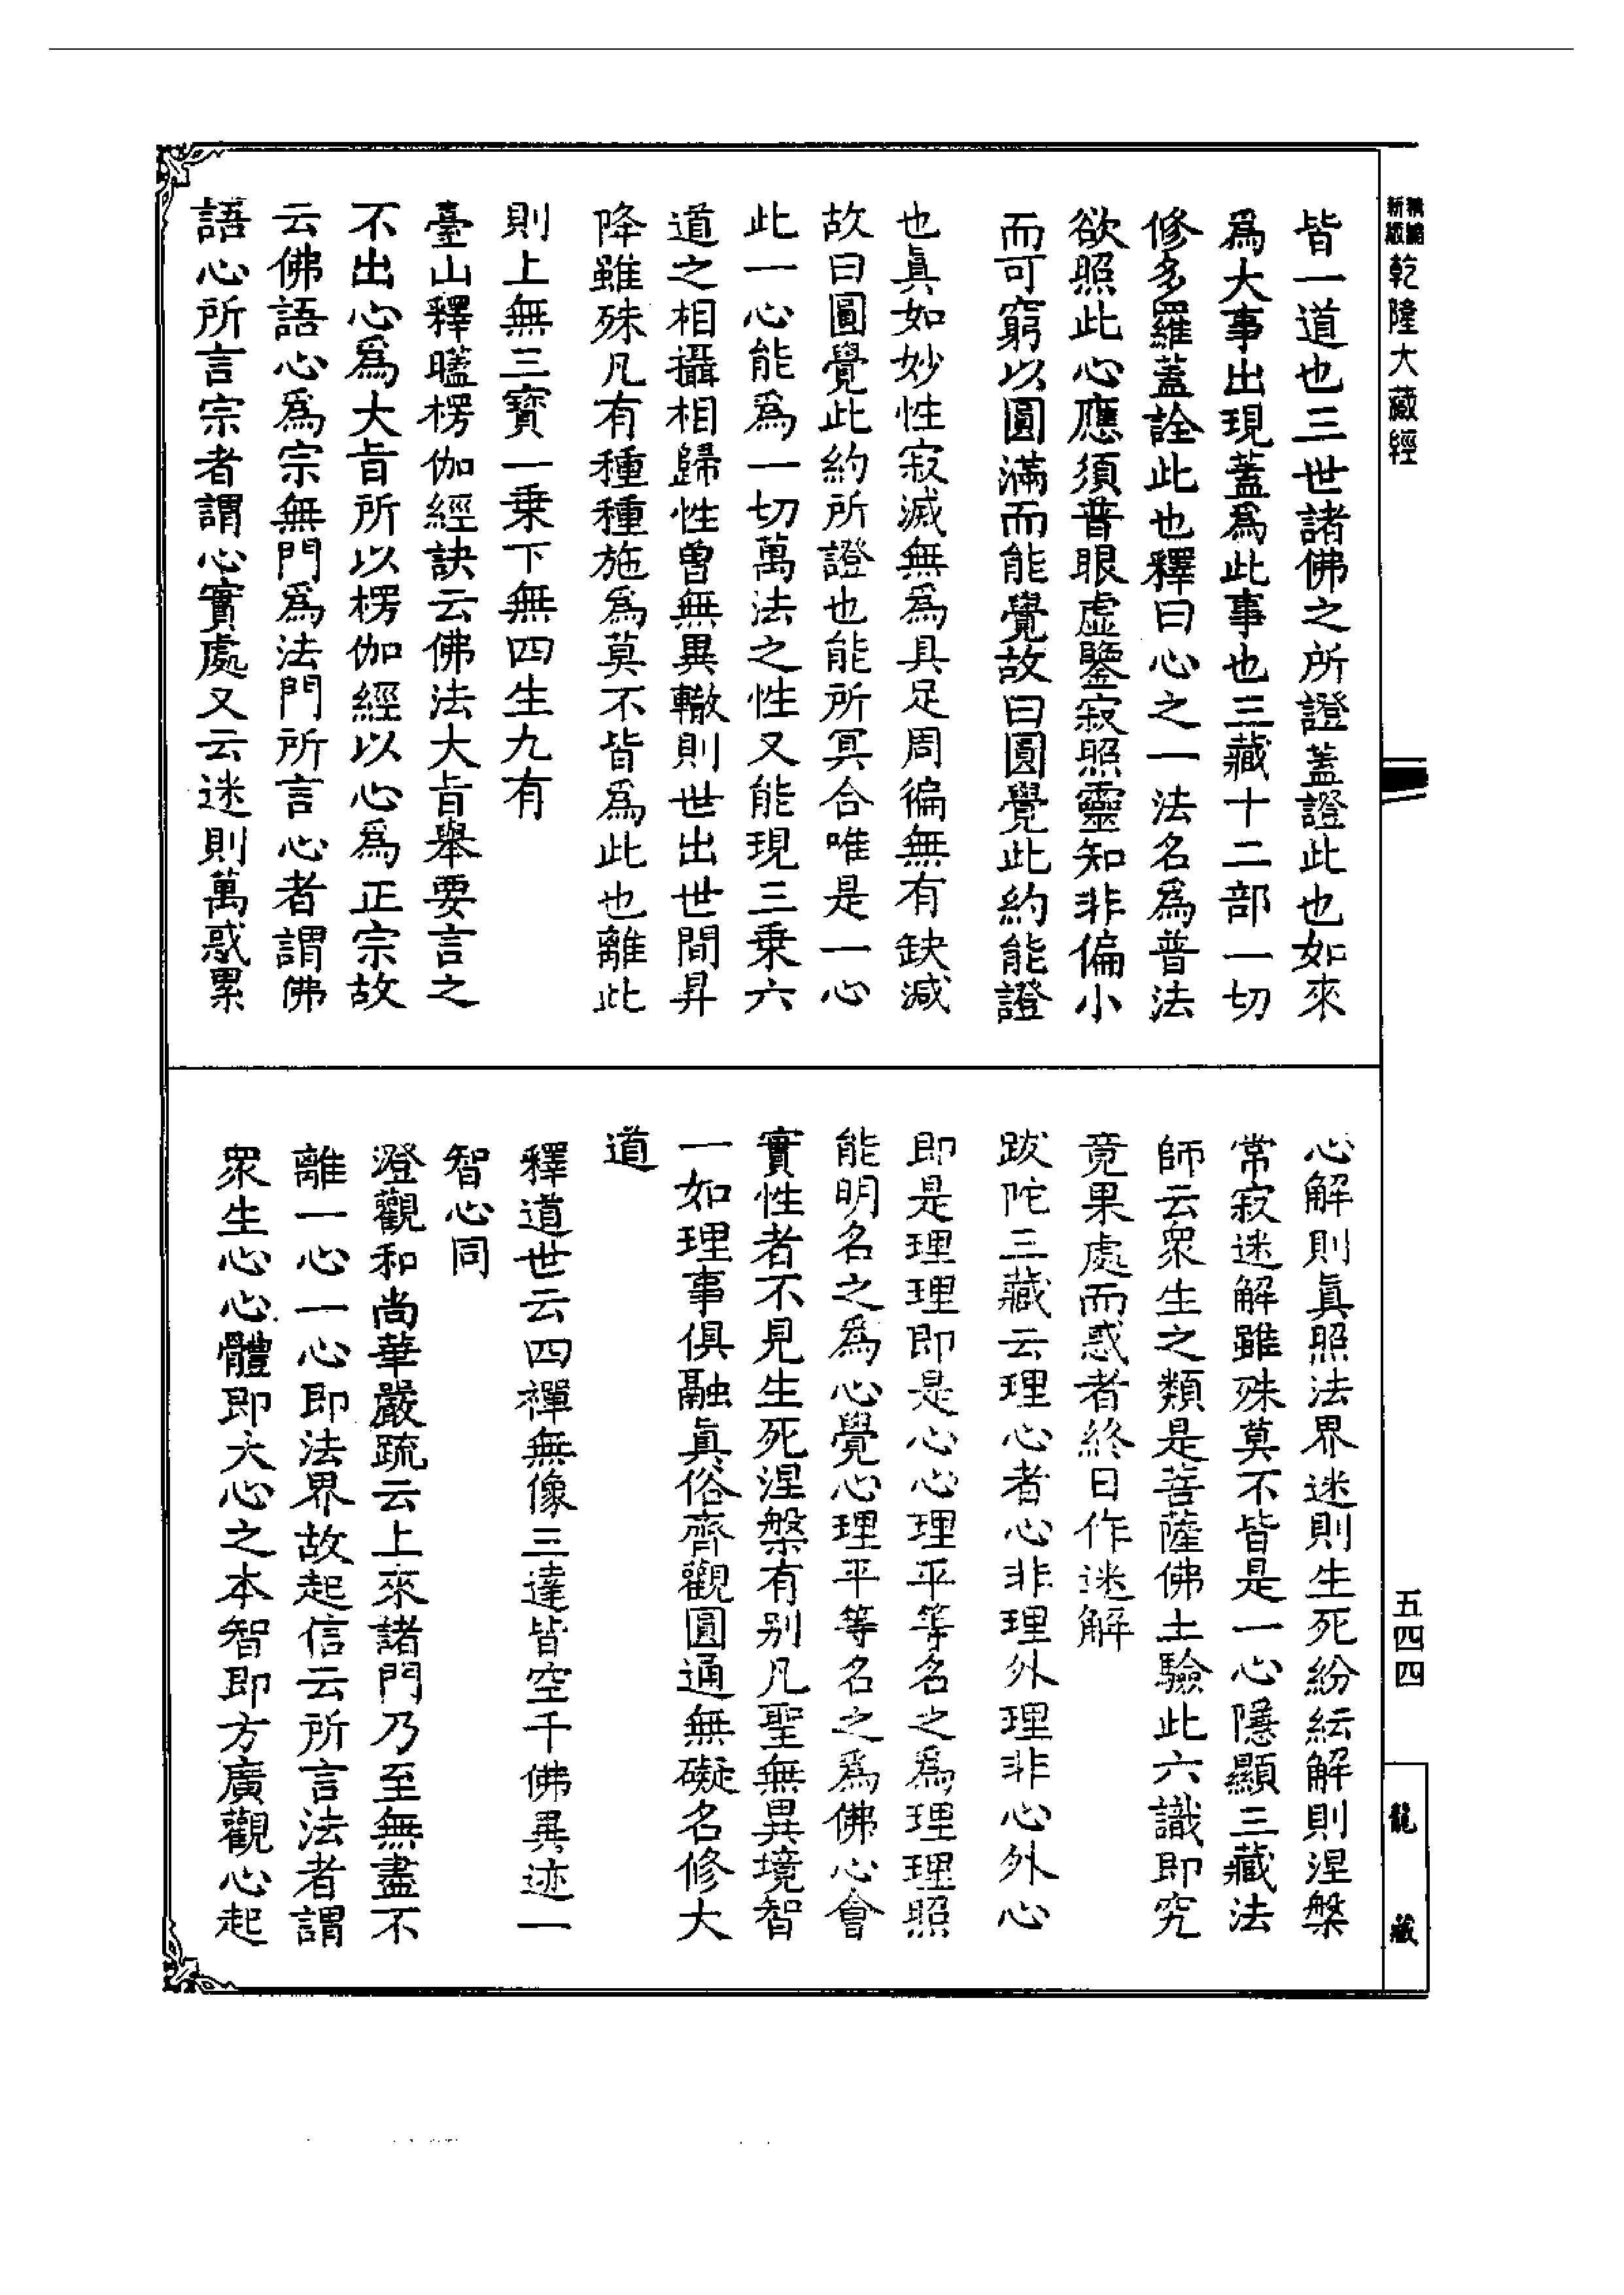 乾隆大藏經
皆一道也三世諸佛之所證蓋證此也如來
爲大事出現蓋爲此事也三藏十二部一切
修多羅蓋詮此也釋曰心之一法名爲普法
欲照此心應須普眼虛鑒寂照靈知非偏小
而可窮以圓滿而能覺故曰圓覺此約能證
也眞如妙性寂滅無爲具足周徧無有缺減
故曰圓覺此約所證也能所冥合唯是一心
此一心能爲一切萬法之性又能現三乗六
道之相攝相歸性曽無異轍則世出世間昇
降雖殊凡有種種施爲莫不皆爲此也離此
則上無三寳一乗下無四生九有
臺山釋㬢楞伽經訣云佛法大旨舉要言之
不出心爲大旨所以楞伽經以心爲正宗故
云佛語心爲宗無門爲法門所言心者謂佛
語心所言宗者謂心實處又云迷則萬惑累
心解則眞照法界迷則生死紛紜解則涅槃
常寂迷解雖殊莫不皆是一心隱顯三藏法
師云衆生之類是菩薩佛土驗此六識即究
竟果處而惑者終日作迷解
跋陀三藏云理心者心非理外理非心外心
即是理理即是心心理平等名之爲理理照
能明名之爲心覺心理平等名之爲佛心會
實性者不見生死涅槃有别凡聖無異境智
一如理事俱融眞俗齊觀圓通無礙名修大
道
釋道世云四禪無像三達皆空千佛異迹一
智心同
澄觀和尚華嚴疏云上來諸門乃至無盡不
離一心一心即法界故起信云所言法者謂
衆生心心體即大心之本智即方廣觀心起
五四四
龍藏